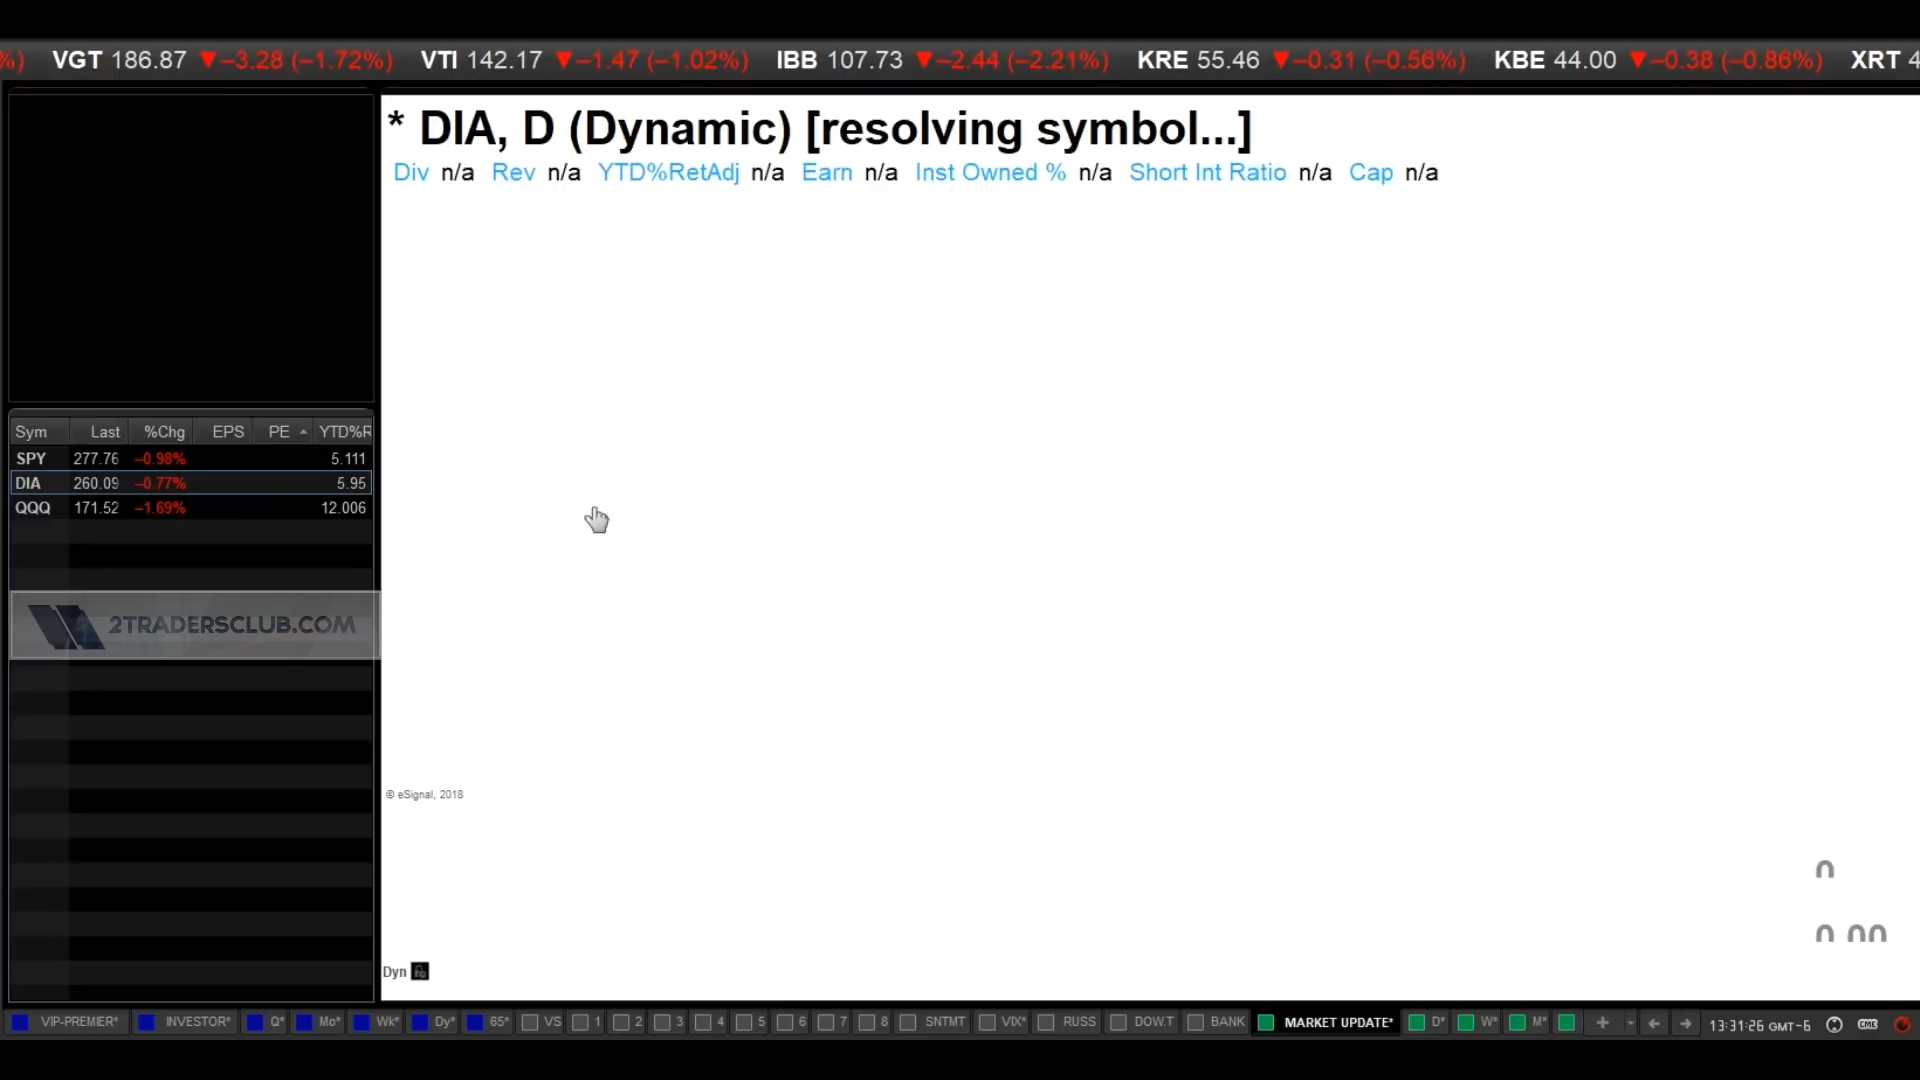 %) VGT 186.87 ▼–3.28 (–1.72%) VTI 142.17 ▼–1.47 (–1.02%) IBB 107.73 ▼–2.44 (–2.21%) KRE 55.46 ▼–0.31 (–0.56%) KBE 44.00 ▼–0.38 (–0.86%) XRT 4
* DIA, D (Dynamic) [resolving symbol...]
Div n/a Rev n/a YTD%RetAdj n/a Earn n/a Inst Owned % n/a Short Int Ratio n/a Cap n/a
Sym Last %Chg EPS PE YTD%R
SPY 277.76 –0.98% 5.111
DIA 260.09 –0.77% 5.95
QQQ 171.52 –1.69% 12.006
2TRADERSCLUB.COM
© eSignal, 2018
Dyn
VIP-PREMIER* INVESTOR* Q* Mo* Wk* Dy* 65* VS 1 2 3 4 5 6 7 8 SNTMT VIX* RUSS DOW.T BANK MARKET UPDATE* D* W* M* 13:31:26 GMT-6 CME